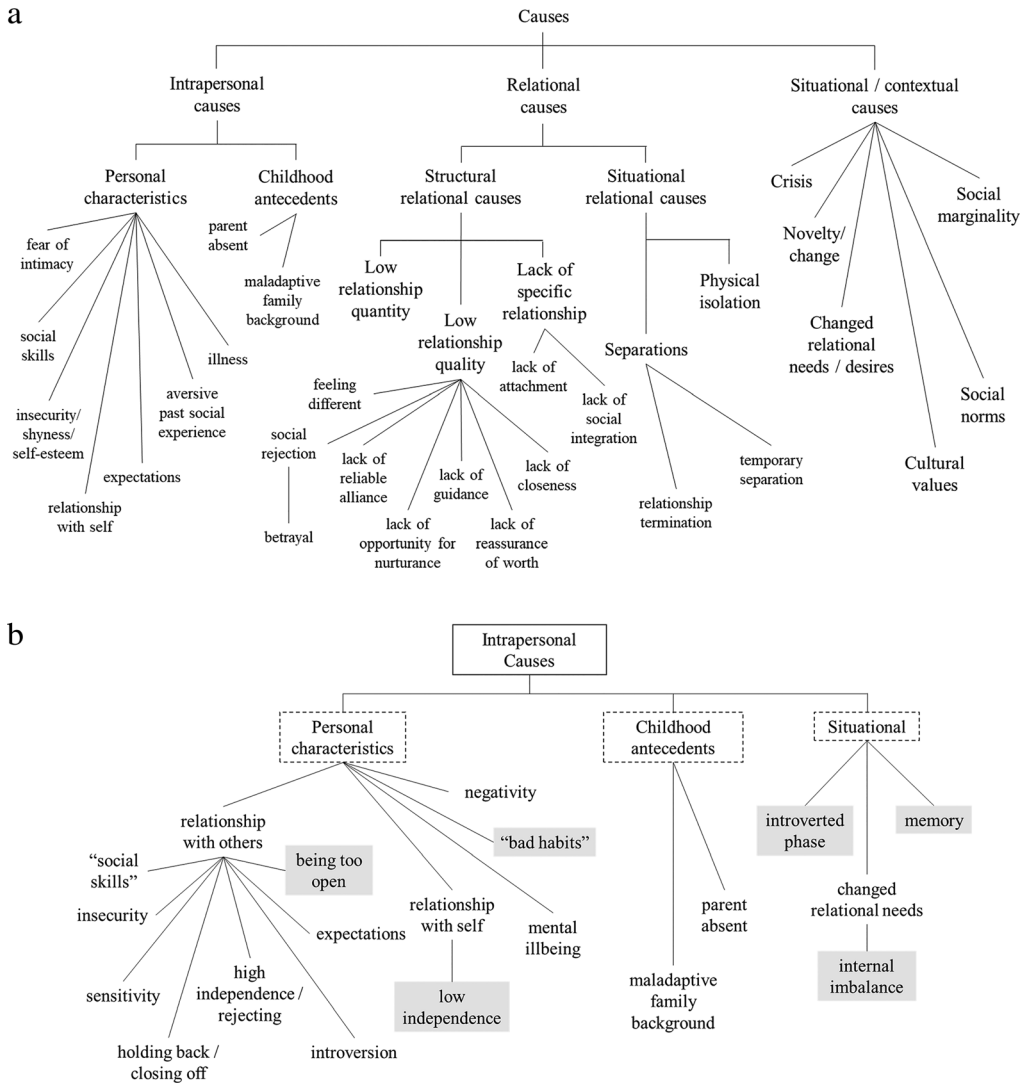 a
Causes
Intrapersonal
causes
Relational
causes
Situational / contextual
causes
Personal
characteristics
Childhood
antecedents
Structural
relational causes
Situational
relational causes
Crisis
Social
marginality
Novelty/
change
Changed
relational
needs / desires
Social
norms
Cultural
values
fear of
intimacy
social
skills
insecurity/
shyness/
self-esteem
relationship
with self
expectations
aversive
past social
experience
illness
parent
absent
maladaptive
family
background
Low
relationship
quantity
Low
relationship
quality
Lack of
specific
relationship
lack of
attachment
lack of
social
integration
feeling
different
social
rejection
betrayal
lack of
reliable
alliance
lack of
opportunity for
nurturance
lack of
guidance
lack of
reassurance
of worth
lack of
closeness
Separations
Physical
isolation
relationship
termination
temporary
separation
b
Intrapersonal
Causes
Personal
characteristics
Childhood
antecedents
Situational
relationship
with others
negativity
“bad habits”
mental
illbeing
relationship
with self
low
independence
“social
skills”
insecurity
sensitivity
holding back /
closing off
high
independence /
rejecting
introversion
expectations
being too
open
maladaptive
family
background
parent
absent
introverted
phase
memory
changed
relational needs
internal
imbalance